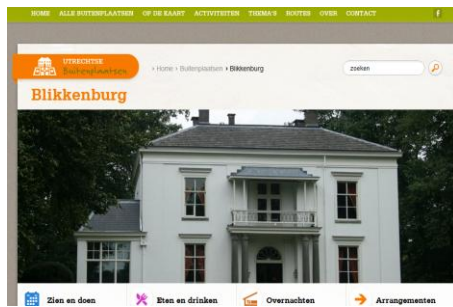 HOME ALLE BUITENPLAATSEN OP DE KAART ACTIVITEITEN THEMA'S ROUTES OVER CONTACT f
UTRECHTSE
Buitenplaatsen
› Home › Buitenplaatsen › Blikkenburg
zoeken
Blikkenburg
Zien en doen Eten en drinken Overnachten Arrangementen